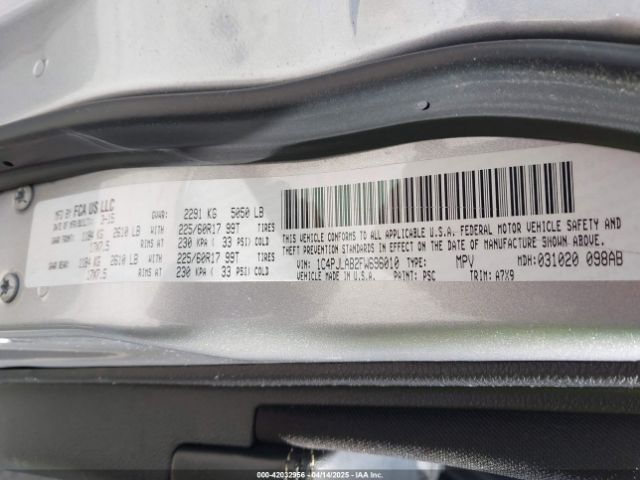 MFD BY FCA US LLC
DATE OF MFR 3-15 GVWR: 2291 KG 5050 LB
GAWR FRONT: 1184 KG 2610 LB WITH 225/60R17 99T TIRES
17X7.5 RIMS AT 230 KPA ( 33 PSI) COLD
GAWR REAR: 1184 KG 2610 LB WITH 225/60R17 99T TIRES
17X7.5 RIMS AT 230 KPA ( 33 PSI) COLD
THIS VEHICLE CONFORMS TO ALL APPLICABLE U.S.A. FEDERAL MOTOR VEHICLE SAFETY AND
THEFT PREVENTION STANDARDS IN EFFECT ON THE DATE OF MANUFACTURE SHOWN ABOVE.
VIN: 1C4PJLAB2FW696010 TYPE: MPV MDH:031020 098AB
VEHICLE MADE IN U.S.A. PAINT: PSC TRIM: A7X9
000-42032956 - 04/14/2025 - IAAI.COM